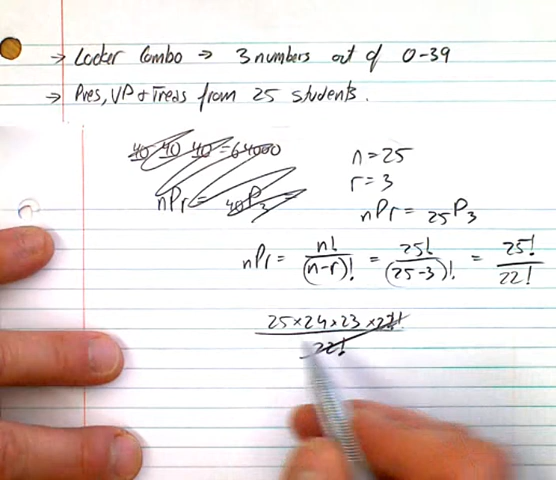 → Locker Combo → 3 numbers out of 0-39
→ Pres, VP + Treas from 25 students.
40 40 40 = 64000
nPr = 40P3 =
n = 25
r = 3
nPr = 25P3
nPr = n! / (n-r)! = 25! / (25-3)! = 25! / 22!
25×24×23×22! / 22!